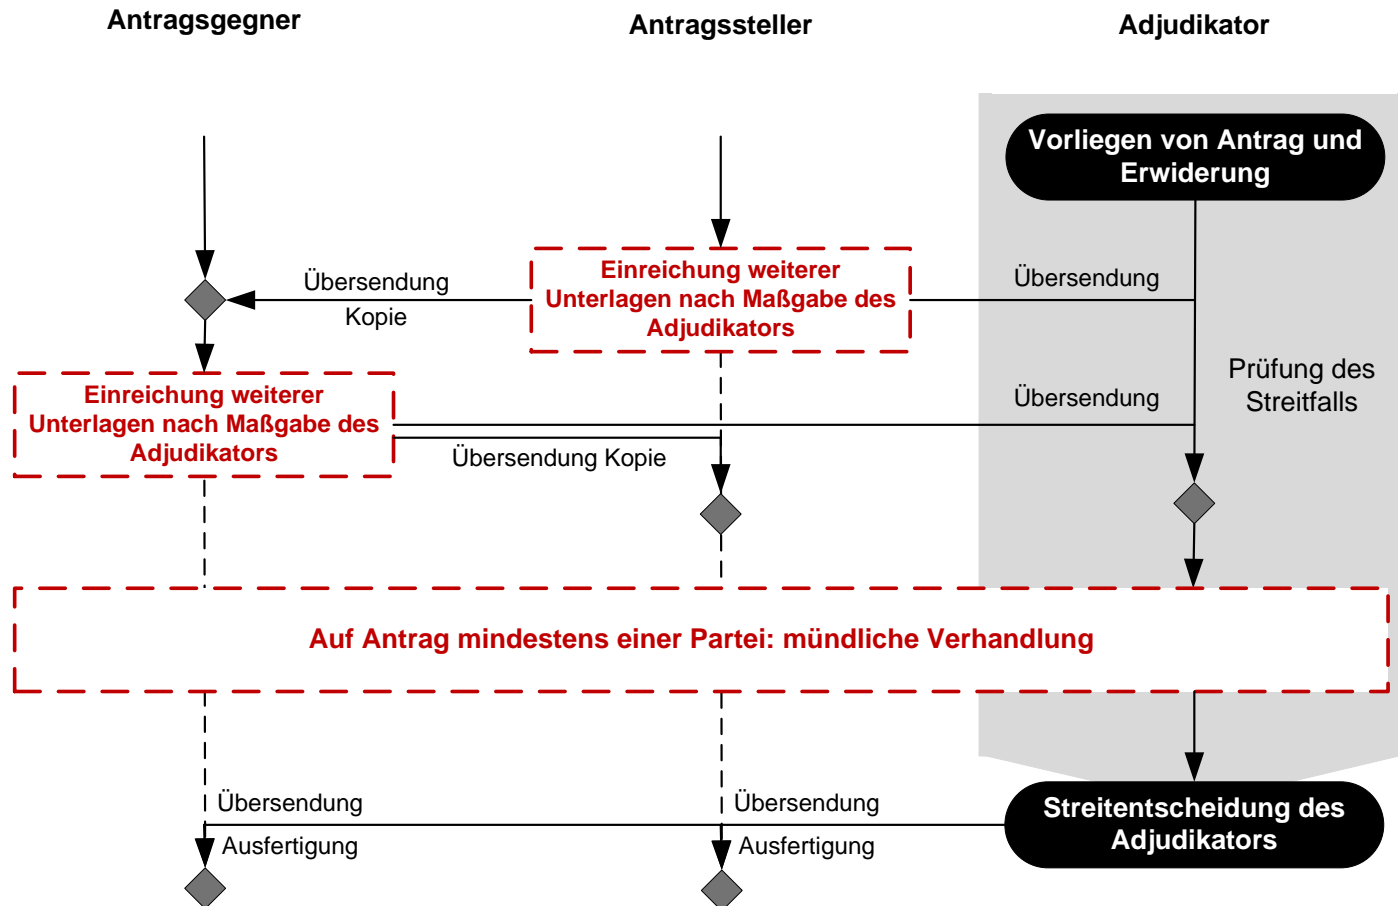 Antragsgegner
Antragssteller
Adjudikator
Vorliegen von Antrag und
Erwiderung
Einreichung weiterer
Unterlagen nach Maßgabe des
Adjudikators
Übersendung
Kopie
Übersendung
Prüfung des
Streitfalls
Einreichung weiterer
Unterlagen nach Maßgabe des
Adjudikators
Übersendung
Übersendung Kopie
Auf Antrag mindestens einer Partei: mündliche Verhandlung
Streitentscheidung des
Adjudikators
Übersendung
Ausfertigung
Übersendung
Ausfertigung